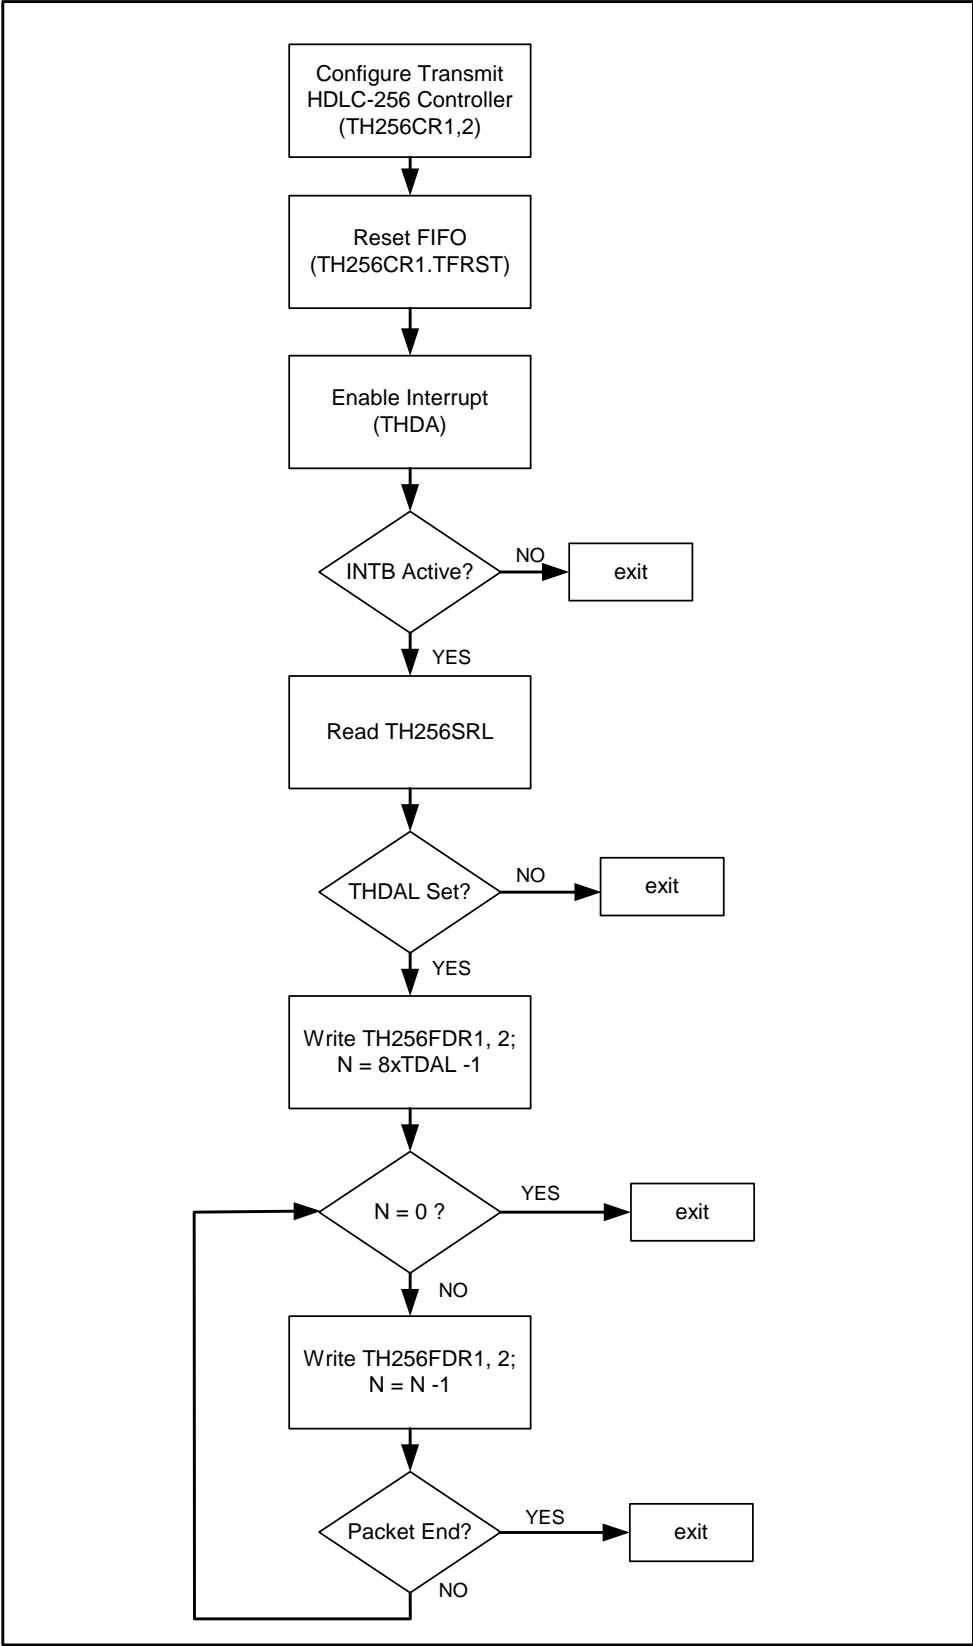 Configure Transmit
HDLC-256 Controller
(TH256CR1,2)
Reset FIFO
(TH256CR1.TFRST)
Enable Interrupt
(THDA)
INTB Active?
NO
exit
YES
Read TH256SRL
THDAL Set?
NO
exit
YES
Write TH256FDR1, 2;
N = 8xTDAL -1
N = 0 ?
YES
exit
NO
Write TH256FDR1, 2;
N = N -1
Packet End?
YES
exit
NO